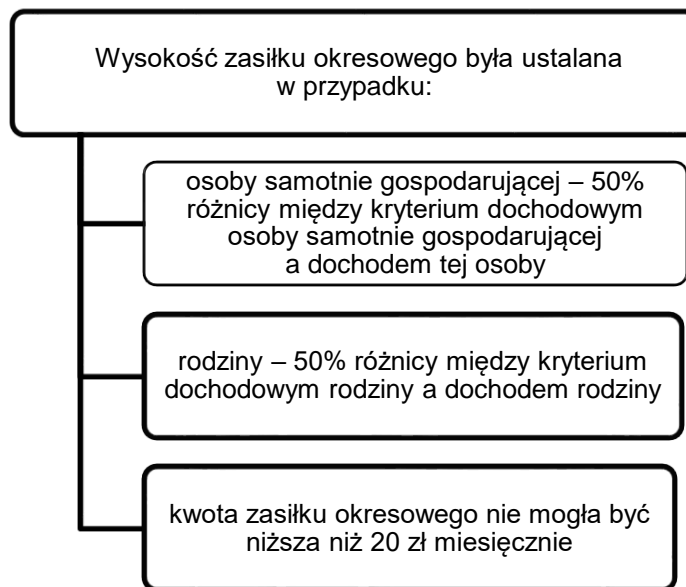 Wysokość zasiłku okresowego była ustalana
w przypadku:
osoby samotnie gospodarującej – 50%
różnicy między kryterium dochodowym
osoby samotnie gospodarującej
a dochodem tej osoby
rodziny – 50% różnicy między kryterium
dochodowym rodziny a dochodem rodziny
kwota zasiłku okresowego nie mogła być
niższa niż 20 zł miesięcznie